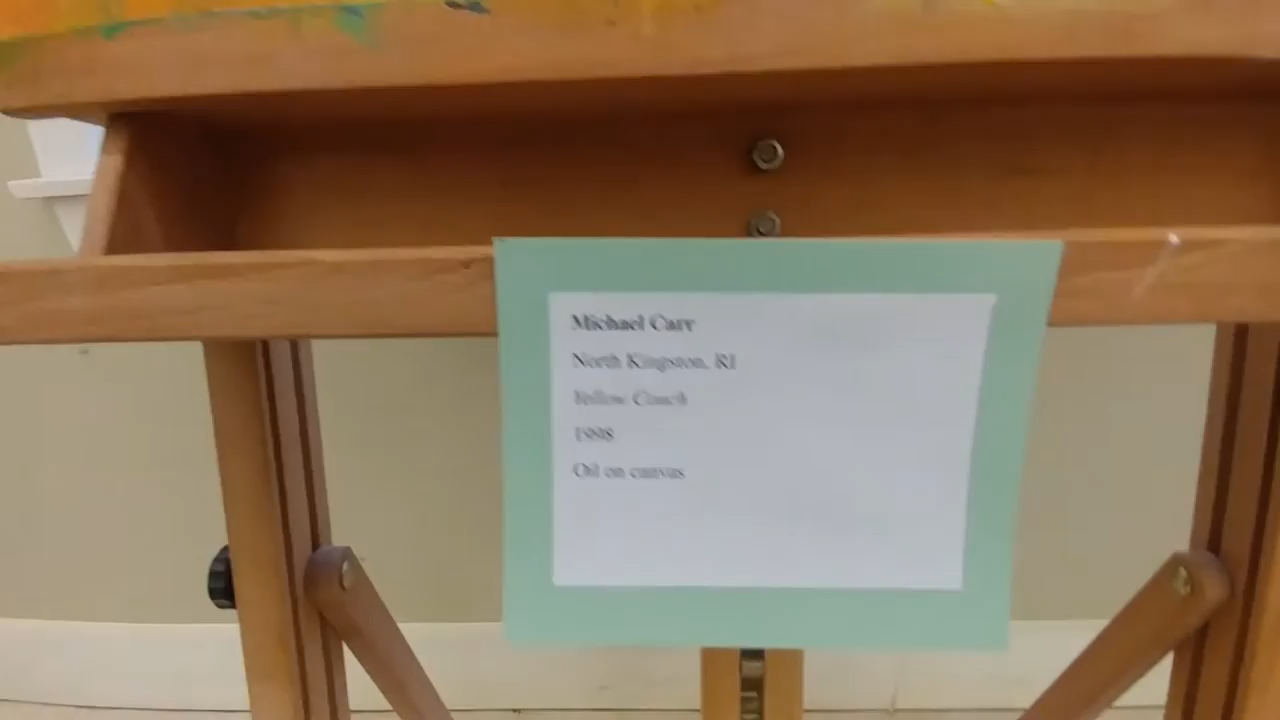 Michael Carr
North Kingston, RI
Yellow Couch
1998
Oil on canvas